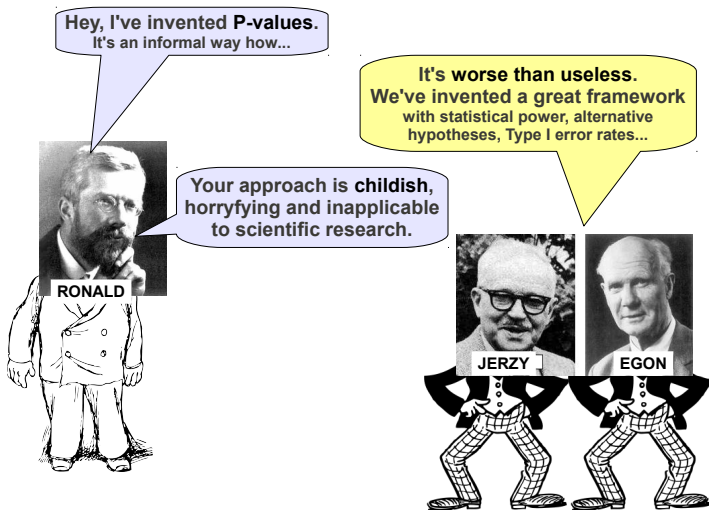 Hey, I've invented P-values.
It's an informal way how...
It's worse than useless.
We've invented a great framework
with statistical power, alternative
hypotheses, Type I error rates...
Your approach is childish,
horryfying and inapplicable
to scientific research.
RONALD
JERZY
EGON